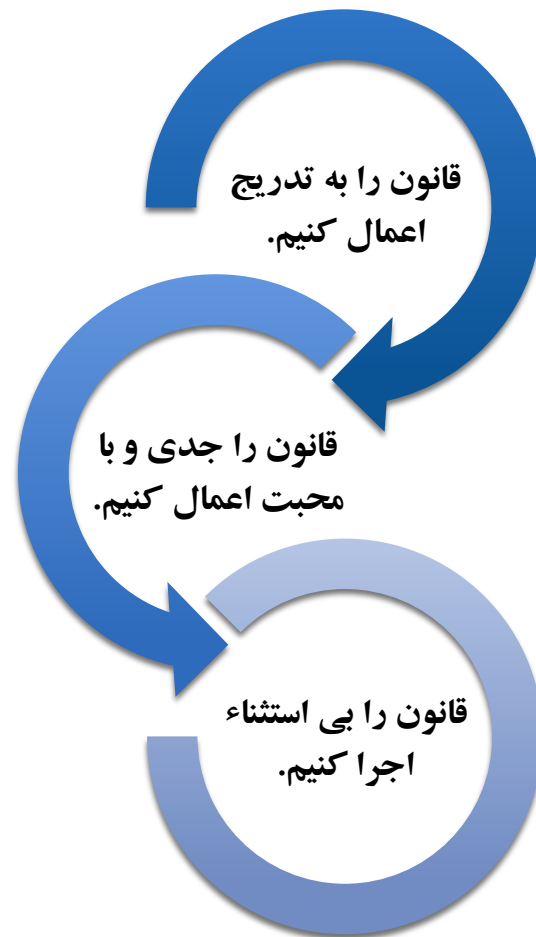 قانون را به تدریج
اعمال کنیم.
قانون را جدی و با
محبت اعمال کنیم.
قانون را بی استثناء
اجرا کنیم.